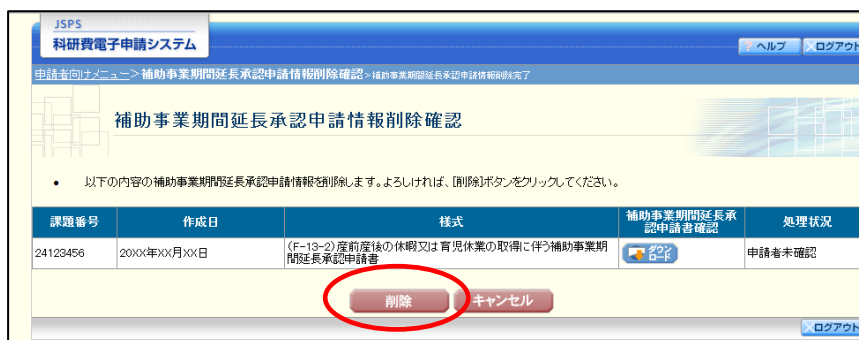 JSPS
科研費電子申請システム
ヘルプ
ログアウト
申請者向けメニュー>補助事業期間延長承認申請情報削除確認>補助事業期間延長承認申請情報削除完了
補助事業期間延長承認申請情報削除確認
• 以下の内容の補助事業期間延長承認申請情報を削除します。よろしければ、[削除]ボタンをクリックしてください。
課題番号 作成日 様式 補助事業期間延長承
認申請書確認 処理状況
24123456 20XX年XX月XX日 (F-13-2)産前産後の休暇又は育児休業の取得に伴う補助事業期
間延長承認申請書 ダウン
ロード 申請者未確認
削除 キャンセル
ログアウト